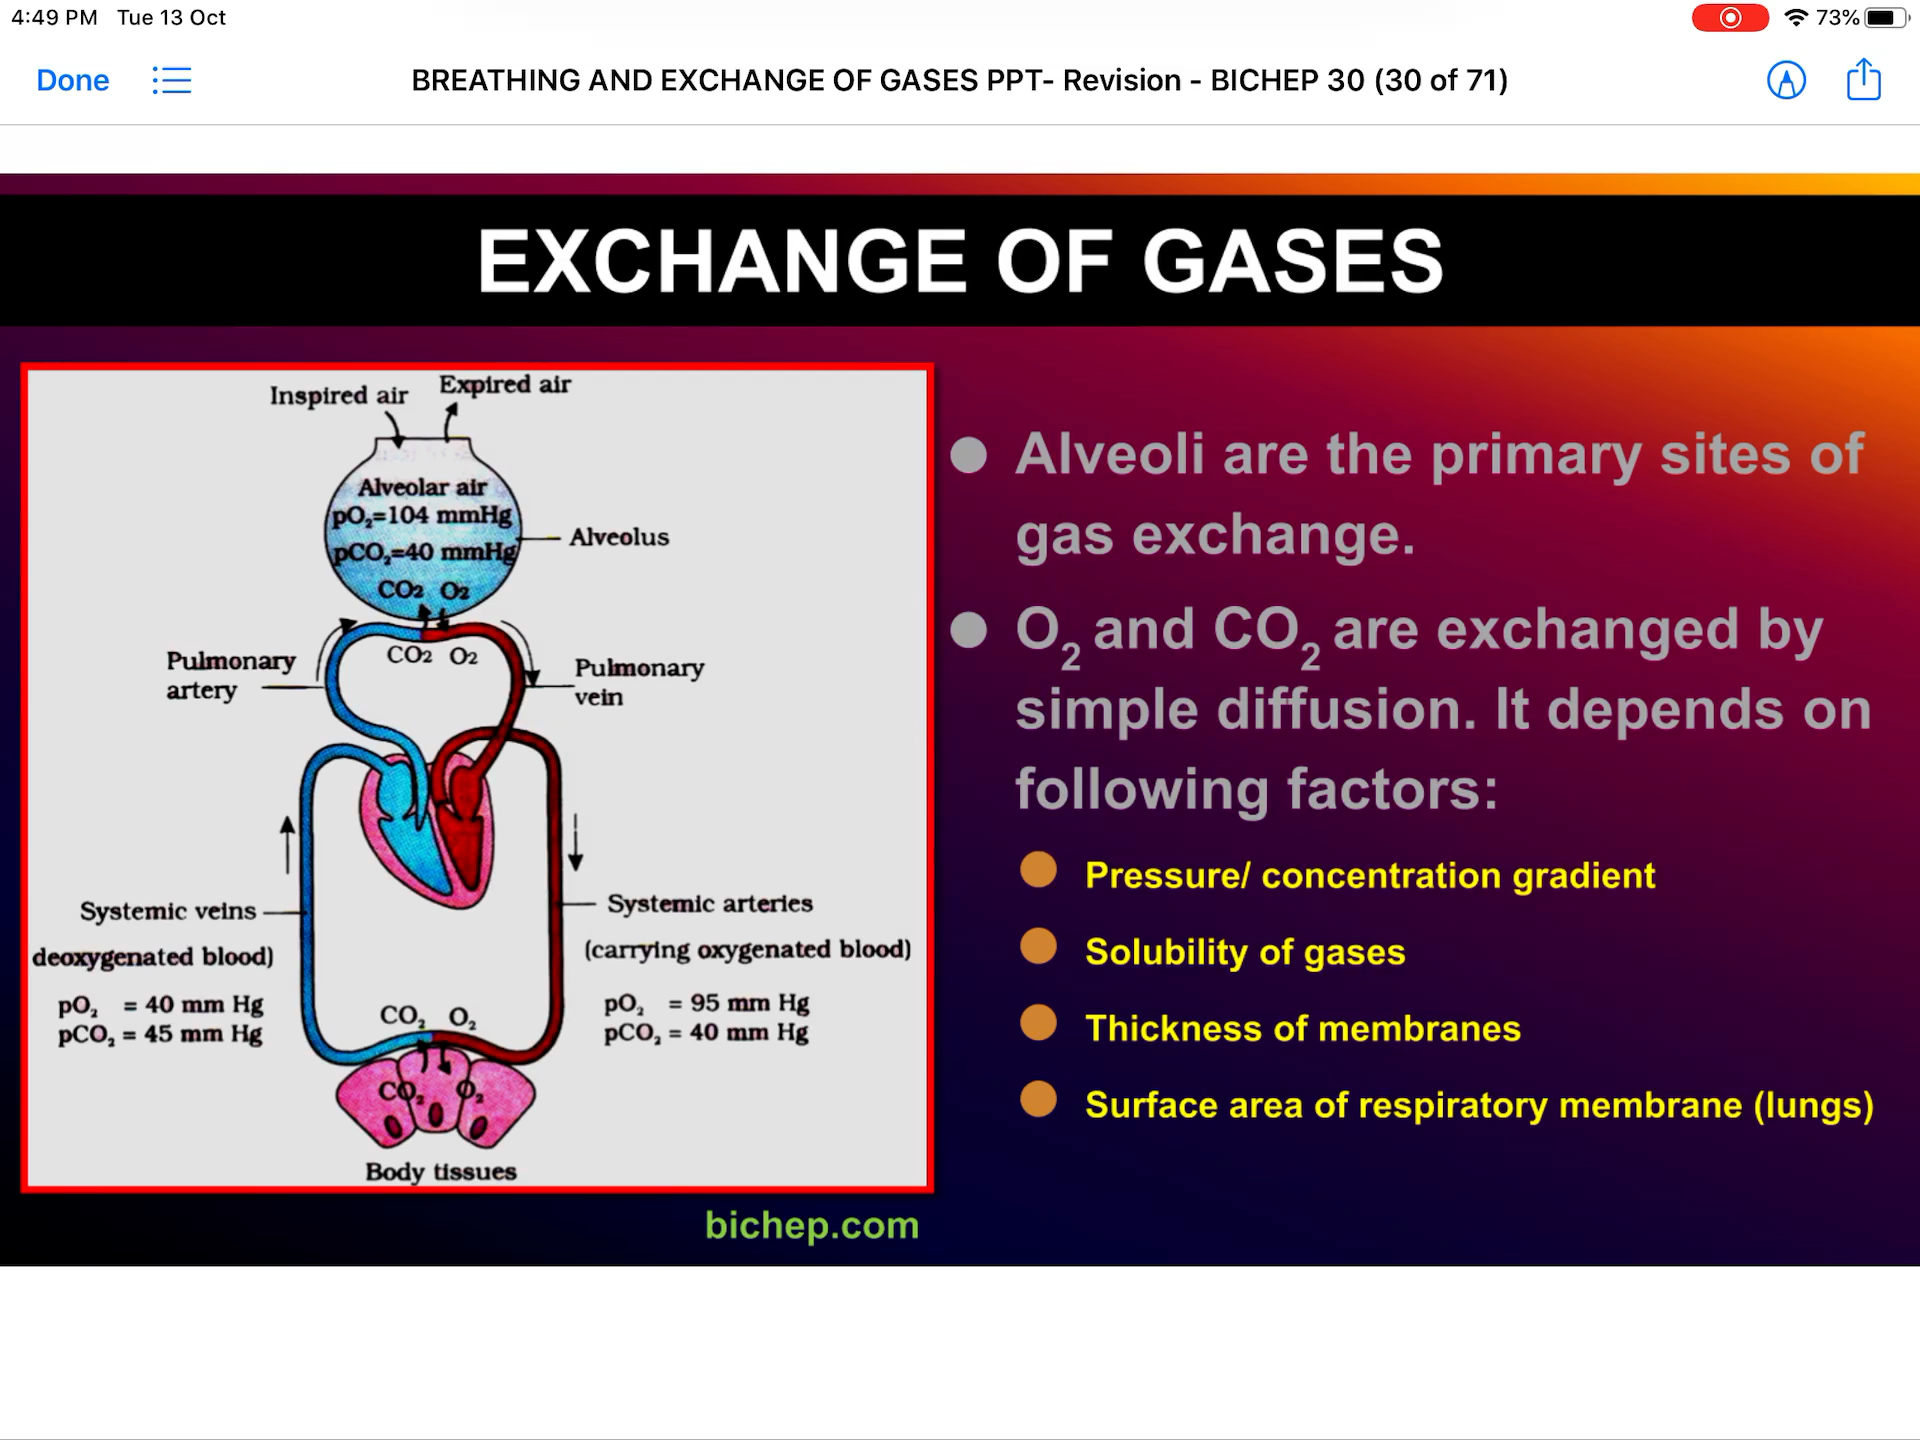 4:49 PM Tue 13 Oct
73%
Done
BREATHING AND EXCHANGE OF GASES PPT- Revision - BICHEP 30 (30 of 71)
EXCHANGE OF GASES
Inspired air
Expired air
Alveolar air
pO₂=104 mmHg
pCO₂=40 mmHg
Alveolus
CO2 O2
CO2 O2
Pulmonary
artery
Pulmonary
vein
Systemic veins
deoxygenated blood)
pO₂ = 40 mm Hg
pCO₂ = 45 mm Hg
Systemic arteries
(carrying oxygenated blood)
pO₂ = 95 mm Hg
pCO₂ = 40 mm Hg
CO₂ O₂
CO₂ O₂
Body tissues
bichep.com
● Alveoli are the primary sites of
gas exchange.
● O₂ and CO₂ are exchanged by
simple diffusion. It depends on
following factors:
● Pressure/ concentration gradient
● Solubility of gases
● Thickness of membranes
● Surface area of respiratory membrane (lungs)